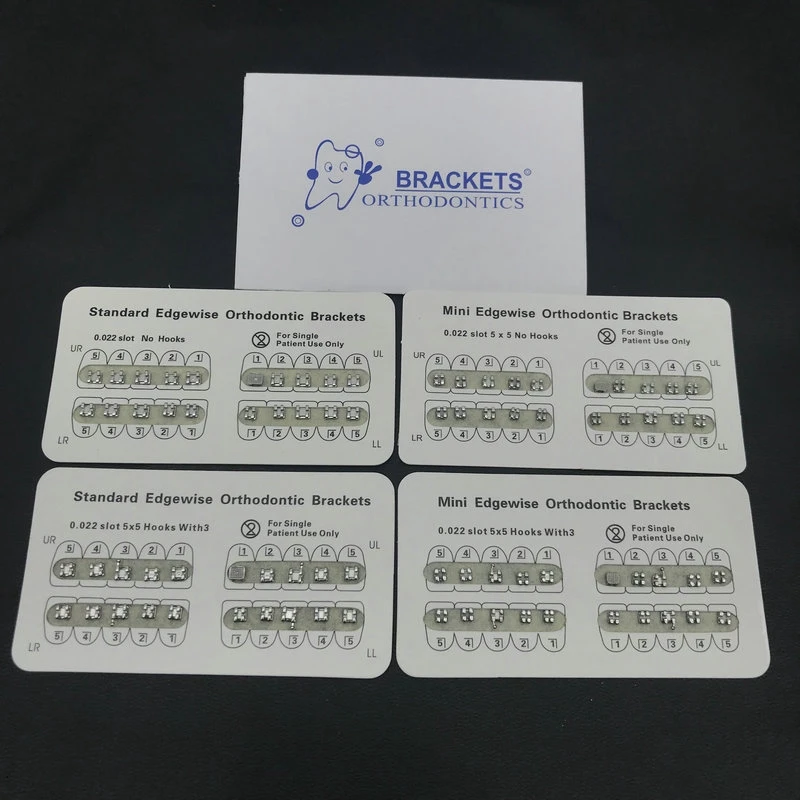 BRACKETS
ORTHODONTICS
Standard Edgewise Orthodontic Brackets
0.022 slot No Hooks
For Single
Patient Use Only
UR
5 4 3 2 1
1 2 3 4 5
UL
LR
5 4 3 2 1
1 2 3 4 5
LL
Mini Edgewise Orthodontic Brackets
0.022 slot 5 x 5 No Hooks
For Single
Patient Use Only
UR
5 4 3 2 1
1 2 3 4 5
UL
LR
5 4 3 2 1
1 2 3 4 5
LL
Standard Edgewise Orthodontic Brackets
0.022 slot 5x5 Hooks With3
For Single
Patient Use Only
UR
5 4 3 2 1
1 2 3 4 5
UL
LR
5 4 3 2 1
1 2 3 4 5
LL
Mini Edgewise Orthodontic Brackets
0.022 slot 5x5 Hooks With3
For Single
Patient Use Only
5 4 3 2 1
1 2 3 4 5
5 4 3 2 1
1 2 3 4 5